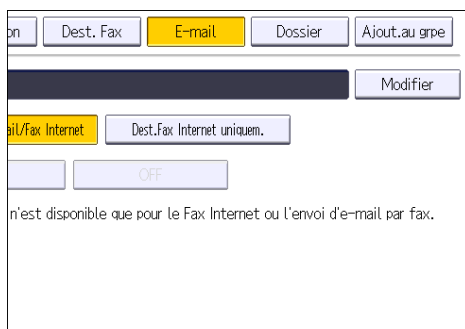 on Dest. Fax E-mail Dossier Ajout.au grpe
Modifier
ail/Fax Internet Dest.Fax Internet uniquem.
OFF
n'est disponible que pour le Fax Internet ou l'envoi d'e-mail par fax.